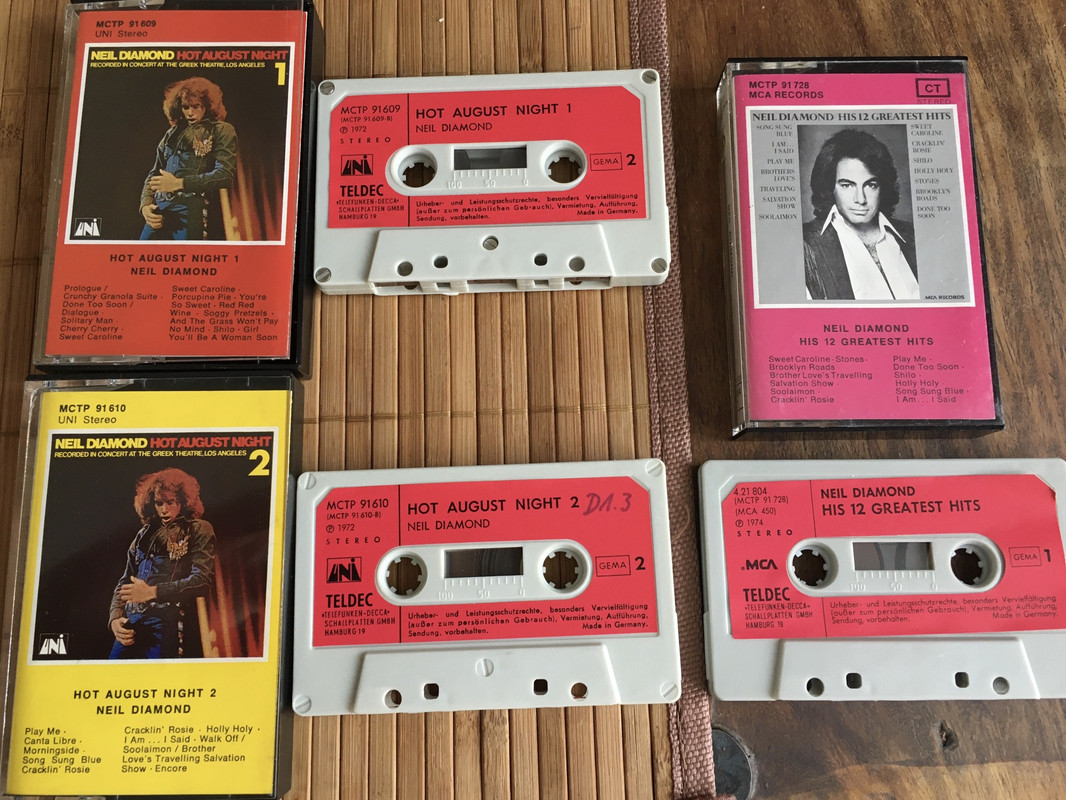 MCTP 91609
UNI Stereo
NEIL DIAMOND HOT AUGUST NIGHT
RECORDED IN CONCERT AT THE GREEK THEATRE, LOS ANGELES
1
UNI
HOT AUGUST NIGHT 1
NEIL DIAMOND
Prologue /
Crunchy Granola Suite ·
Done Too Soon /
Dialogue
Solitary Man ·
Cherry Cherry ·
Sweet Caroline
Sweet Caroline ·
Porcupine Pie · You're
So Sweet · Red Red
Wine · Soggy Pretzels ·
And The Grass Won't Pay
No Mind · Shilo · Girl
You'll Be A Woman Soon
MCTP 91609
(MCTP 91609-B)
℗ 1972
STEREO
HOT AUGUST NIGHT 1
NEIL DIAMOND
UNI
TELDEC
»TELEFUNKEN-DECCA«
SCHALLPLATTEN GMBH
HAMBURG 19
100 50 0
GEMA 2
Urheber- und Leistungsschutzrechte, besonders Vervielfältigung
(außer zum persönlichen Gebrauch), Vermietung, Aufführung,
Sendung, vorbehalten. Made in Germany.
MCTP 91728
MCA RECORDS
CT
STEREO
NEIL DIAMOND HIS 12 GREATEST HITS
SONG SUNG
BLUE
I AM...
I SAID
PLAY ME
BROTHERS
LOVE'S
TRAVELING
SALVATION
SHOW
SOOLAIMON
SWEET
CAROLINE
CRACKLIN'
ROSIE
SHILO
HOLLY HOLY
STONES
BROOKLYN
ROADS
DONE TOO
SOON
MCA RECORDS
NEIL DIAMOND
HIS 12 GREATEST HITS
Sweet Caroline · Stones ·
Brooklyn Roads
Brother Love's Travelling
Salvation Show ·
Soolaimon ·
Cracklin' Rosie
Play Me ·
Done Too Soon ·
Shilo ·
Holly Holy
Song Sung Blue ·
I Am ... I Said
MCTP 91610
UNI Stereo
NEIL DIAMOND HOT AUGUST NIGHT
RECORDED IN CONCERT AT THE GREEK THEATRE, LOS ANGELES
2
UNI
HOT AUGUST NIGHT 2
NEIL DIAMOND
Play Me ·
Canta Libre ·
Morningside ·
Song Sung Blue
Cracklin' Rosie
Cracklin' Rosie · Holly Holy ·
I Am ... I Said · Walk Off /
Soolaimon / Brother
Love's Travelling Salvation
Show · Encore
MCTP 91610
(MCTP 91610-B)
℗ 1972
STEREO
HOT AUGUST NIGHT 2 D1.3
NEIL DIAMOND
UNI
TELDEC
»TELEFUNKEN-DECCA«
SCHALLPLATTEN GMBH
HAMBURG 19
100 50 0
GEMA 2
Urheber- und Leistungsschutzrechte, besonders Vervielfältigung
(außer zum persönlichen Gebrauch), Vermietung, Aufführung,
Sendung, vorbehalten. Made in Germany.
4.21 804
(MCTP 91 728)
(MCA 450)
℗ 1974
STEREO
NEIL DIAMOND
HIS 12 GREATEST HITS
MCA
TELDEC
»TELEFUNKEN-DECCA«
SCHALLPLATTEN GMBH
HAMBURG 19
100 50 0
GEMA 1
Urheber- und Leistungsschutzrechte, besonders Vervielfältigung
(außer zum persönlichen Gebrauch), Vermietung, Aufführung,
Sendung, vorbehalten. Made in Germany.